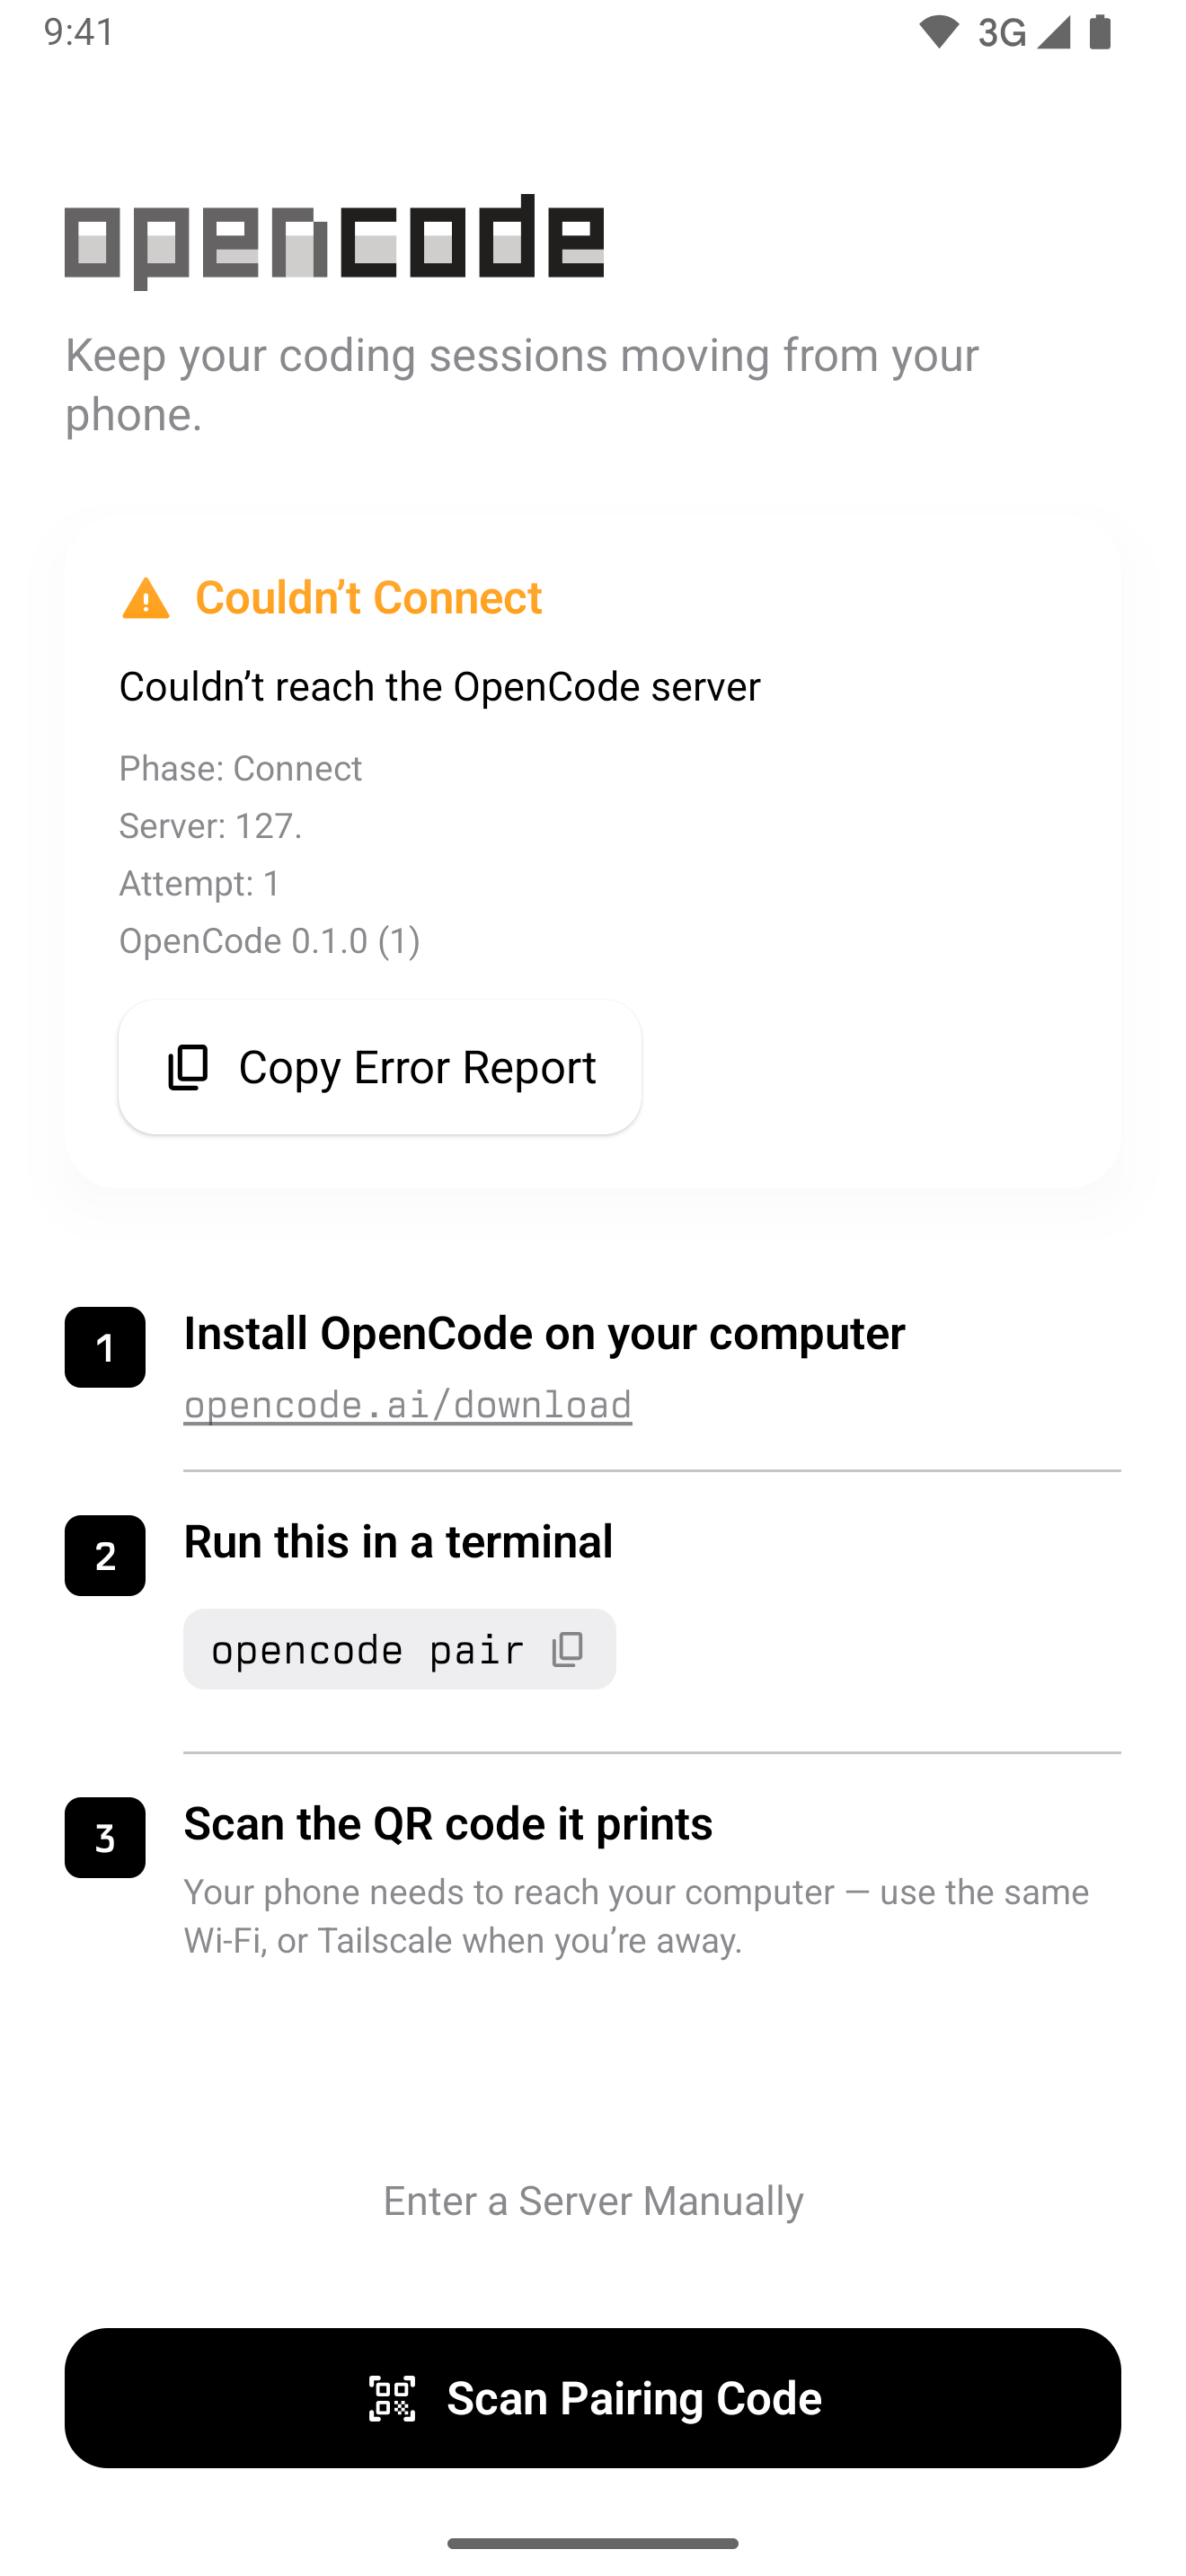 9:41
3G
opencode
Keep your coding sessions moving from your
phone.
Couldn’t Connect
Couldn’t reach the OpenCode server
Phase: Connect
Server: 127.
Attempt: 1
OpenCode 0.1.0 (1)
Copy Error Report
1
Install OpenCode on your computer
opencode.ai/download
2
Run this in a terminal
opencode pair
3
Scan the QR code it prints
Your phone needs to reach your computer — use the same
Wi-Fi, or Tailscale when you’re away.
Enter a Server Manually
Scan Pairing Code